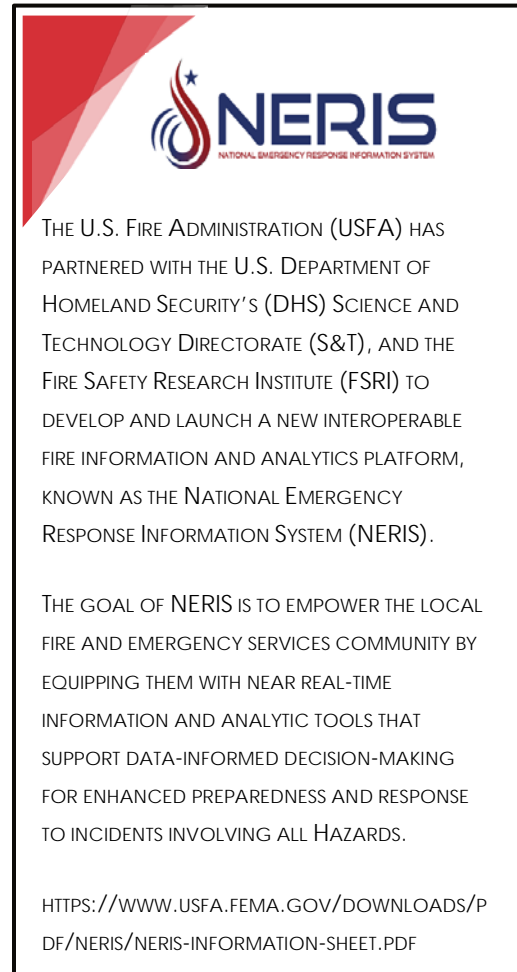 NERIS
NATIONAL EMERGENCY RESPONSE INFORMATION SYSTEM
THE U.S. FIRE ADMINISTRATION (USFA) HAS
PARTNERED WITH THE U.S. DEPARTMENT OF
HOMELAND SECURITY'S (DHS) SCIENCE AND
TECHNOLOGY DIRECTORATE (S&T), AND THE
FIRE SAFETY RESEARCH INSTITUTE (FSRI) TO
DEVELOP AND LAUNCH A NEW INTEROPERABLE
FIRE INFORMATION AND ANALYTICS PLATFORM,
KNOWN AS THE NATIONAL EMERGENCY
RESPONSE INFORMATION SYSTEM (NERIS).
THE GOAL OF NERIS IS TO EMPOWER THE LOCAL
FIRE AND EMERGENCY SERVICES COMMUNITY BY
EQUIPPING THEM WITH NEAR REAL-TIME
INFORMATION AND ANALYTIC TOOLS THAT
SUPPORT DATA-INFORMED DECISION-MAKING
FOR ENHANCED PREPAREDNESS AND RESPONSE
TO INCIDENTS INVOLVING ALL HAZARDS.
HTTPS://WWW.USFA.FEMA.GOV/DOWNLOADS/P
DF/NERIS/NERIS-INFORMATION-SHEET.PDF